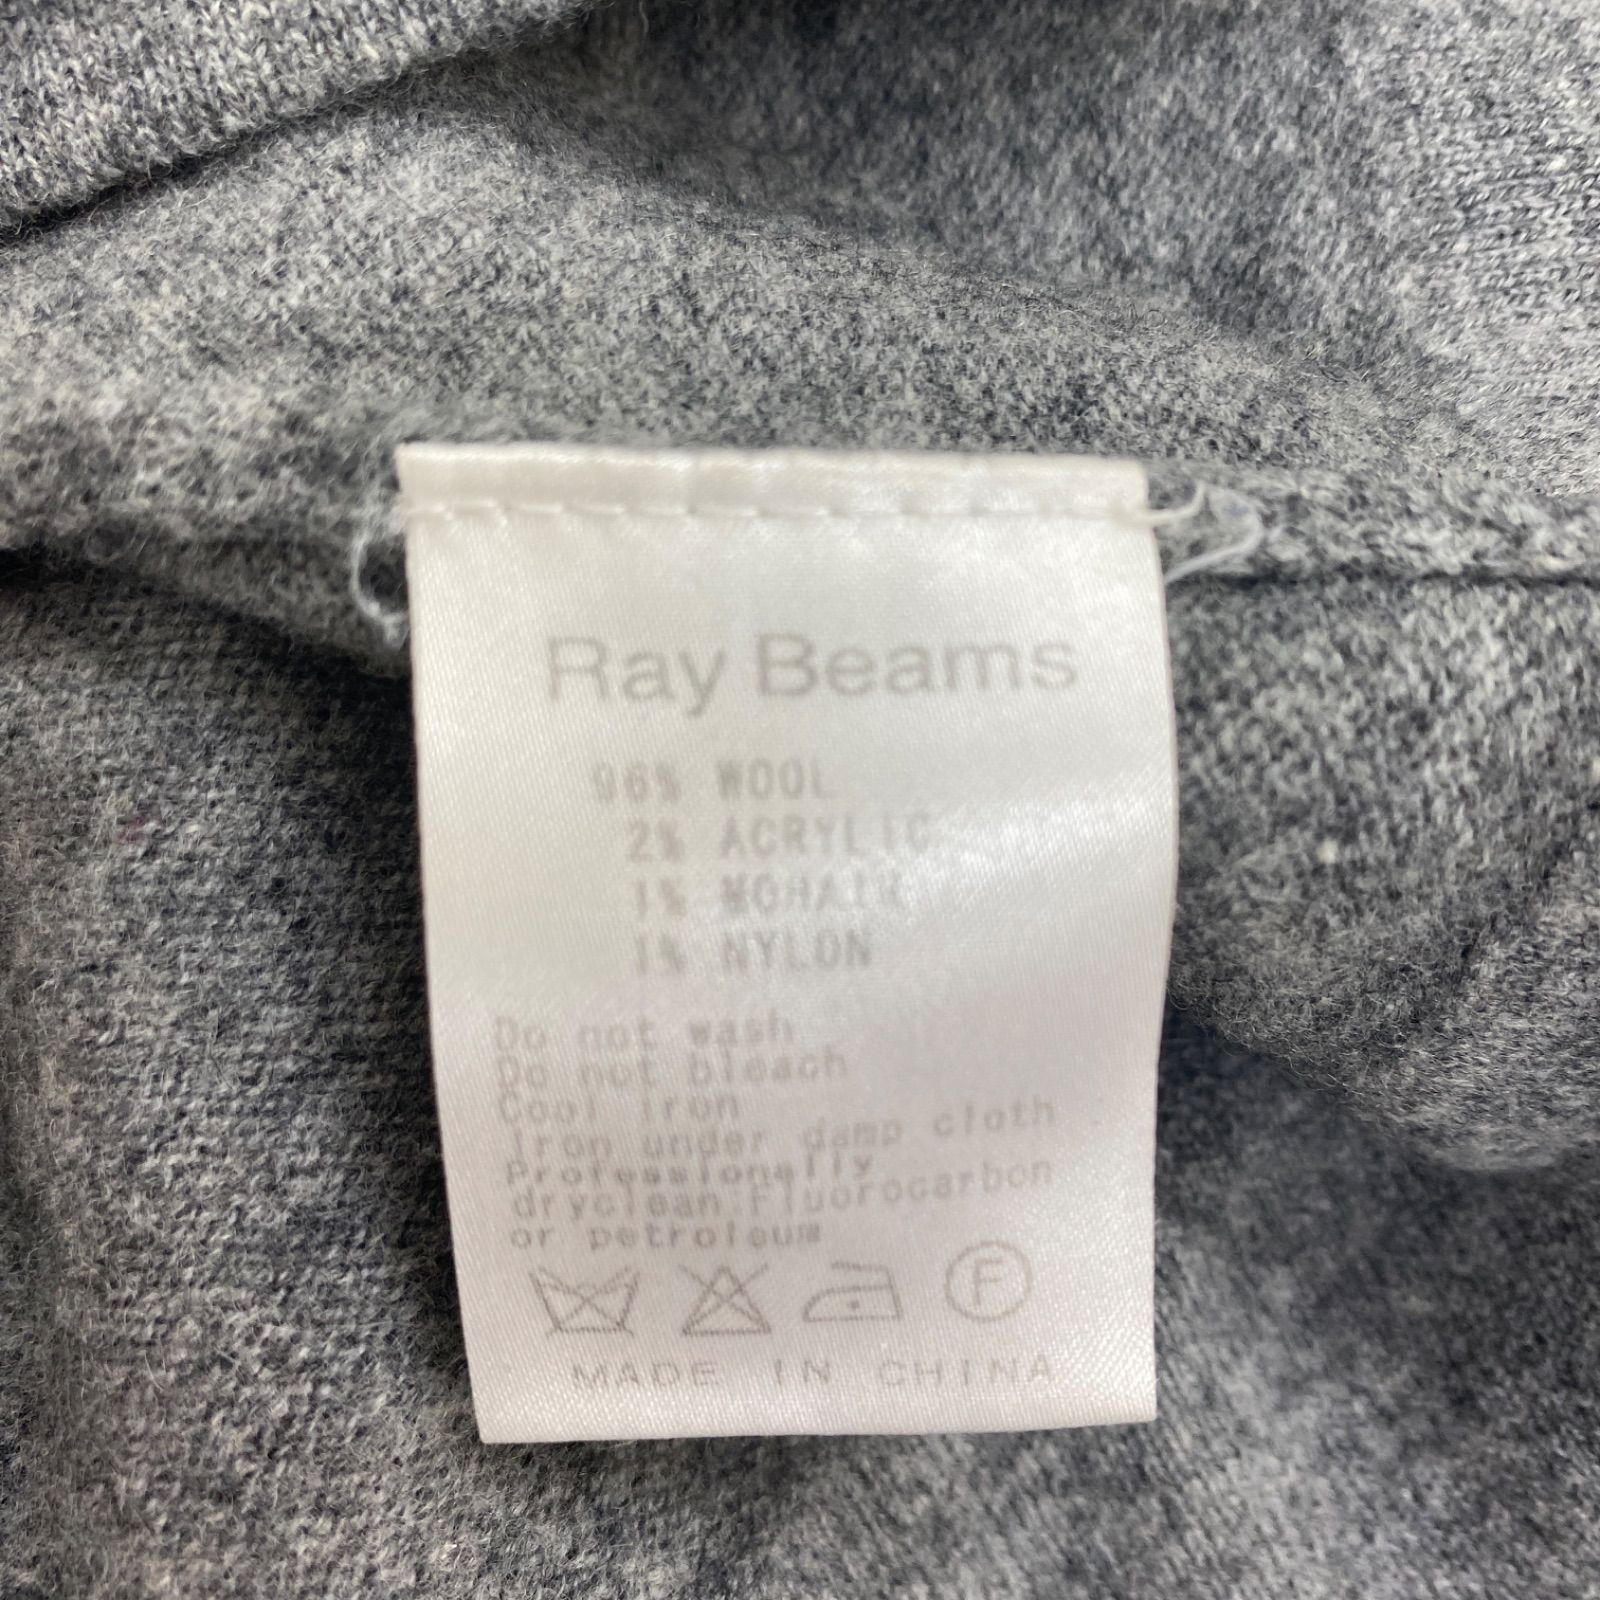 Ray Beams
96% WOOL
2% ACRYLIC
1% MOHAIR
1% NYLON
Do not wash
Do not bleach
Cool iron
Iron under damp cloth
Professionally
dryclean.Fluorocarbon
or petroleum
F
MADE IN CHINA